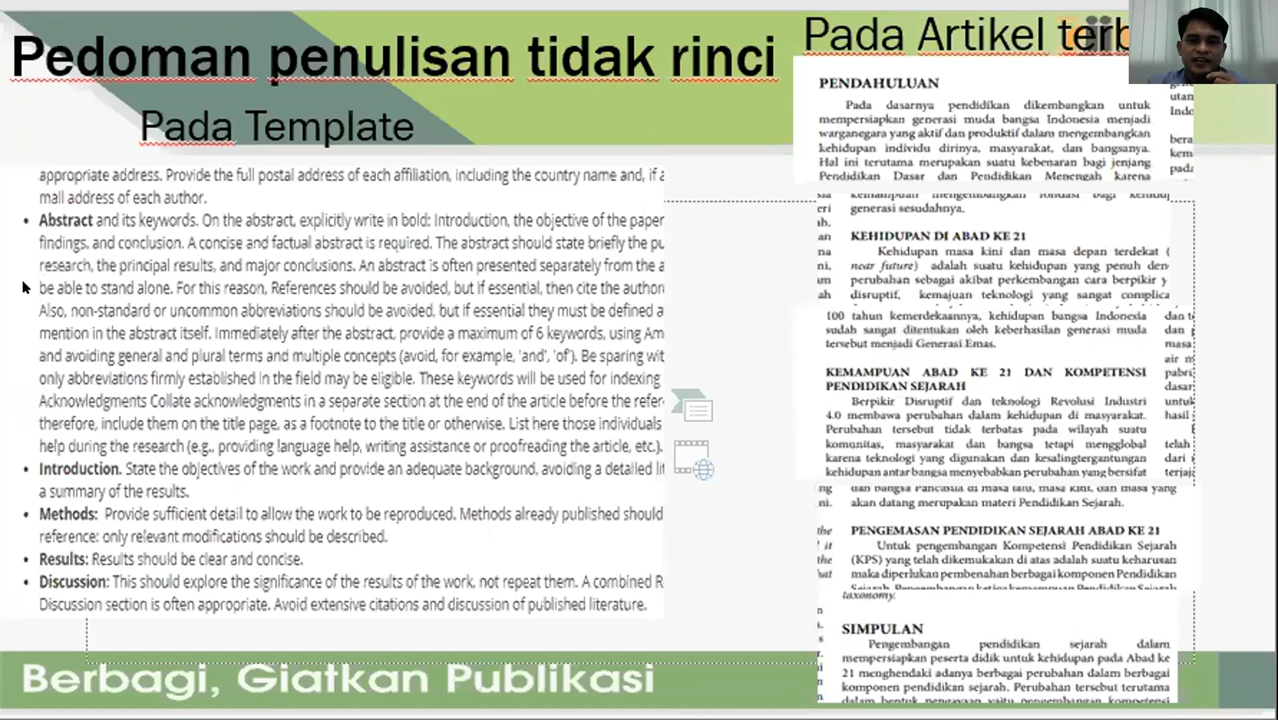 Pedoman penulisan tidak rinci
Pada Template
appropriate address. Provide the full postal address of each affiliation, including the country name and, if a
mail address of each author.
• Abstract and its keywords. On the abstract, explicitly write in bold: Introduction, the objective of the paper
findings, and conclusion. A concise and factual abstract is required. The abstract should state briefly the pu
research, the principal results, and major conclusions. An abstract is often presented separately from the a
be able to stand alone. For this reason, References should be avoided, but if essential, then cite the author
Also, non-standard or uncommon abbreviations should be avoided, but if essential they must be defined a
mention in the abstract itself. Immediately after the abstract, provide a maximum of 6 keywords, using Am
and avoiding general and plural terms and multiple concepts (avoid, for example, 'and', 'of'). Be sparing wit
only abbreviations firmly established in the field may be eligible. These keywords will be used for indexing
Acknowledgments Collate acknowledgments in a separate section at the end of the article before the refer
therefore, include them on the title page, as a footnote to the title or otherwise. List here those individuals
help during the research (e.g., providing language help, writing assistance or proofreading the article, etc.).
• Introduction. State the objectives of the work and provide an adequate background, avoiding a detailed lit
a summary of the results.
• Methods: Provide sufficient detail to allow the work to be reproduced. Methods already published should
reference: only relevant modifications should be described.
• Results: Results should be clear and concise.
• Discussion: This should explore the significance of the results of the work, not repeat them. A combined R
Discussion section is often appropriate. Avoid extensive citations and discussion of published literature.
Pada Artikel terb
PENDAHULUAN
Pada dasarnya pendidikan dikembangkan untuk
mempersiapkan generasi muda bangsa Indonesia menjadi
warganegara yang aktif dan produktif dalam mengembangkan
kehidupan individu dirinya, masyarakat, dan bangsanya.
Hal ini terutama merupakan suatu kebenaran bagi jenjang
Pendidikan Dasar dan Pendidikan Menengah karena
kemampuan mengembangkan fondasi bagi kehidup
generasi sesudahnya.
KEHIDUPAN DI ABAD KE 21
Kehidupan masa kini dan masa depan terdekat (
near future) adalah suatu kehidupan yang penuh den
perubahan sebagai akibat perkembangan cara berpikir y
disruptif, kemajuan teknologi yang sangat complica
100 tahun kemerdekaannya, kehidupan bangsa Indonesia
sudah sangat ditentukan oleh keberhasilan generasi muda
tersebut menjadi Generasi Emas.
KEMAMPUAN ABAD KE 21 DAN KOMPETENSI
PENDIDIKAN SEJARAH
Berpikir Disruptif dan teknologi Revolusi Industri
4.0 membawa perubahan dalam kehidupan di masyarakat.
Perubahan tersebut tidak terbatas pada wilayah suatu
komunitas, masyarakat dan bangsa tetapi mengglobal
karena teknologi yang digunakan dan kesalingtergantungan
kehidupan antar bangsa menyebabkan perubahan yang bersifat
dan bangsa Pancasila di masa lalu, masa kini, dan masa yang
akan datang merupakan materi Pendidikan Sejarah.
PENGEMASAN PENDIDIKAN SEJARAH ABAD KE 21
Untuk pengembangan Kompetensi Pendidikan Sejarah
(KPS) yang telah dikemukakan di atas adalah suatu keharusan
maka diperlukan pembenahan berbagai komponen Pendidikan
Sejarah. Pengembangan ketiga kemampuan Pendidikan
taxonomy.
SIMPULAN
Pengembangan pendidikan sejarah dalam
mempersiapkan peserta didik untuk kehidupan pada Abad ke
21 menghendaki adanya berbagai perubahan dalam berbagai
komponen pendidikan sejarah. Perubahan tersebut terutama
dalam bentuk pengemasan yaitu pengembangan kompetensi
Berbagi, Giatkan Publikasi